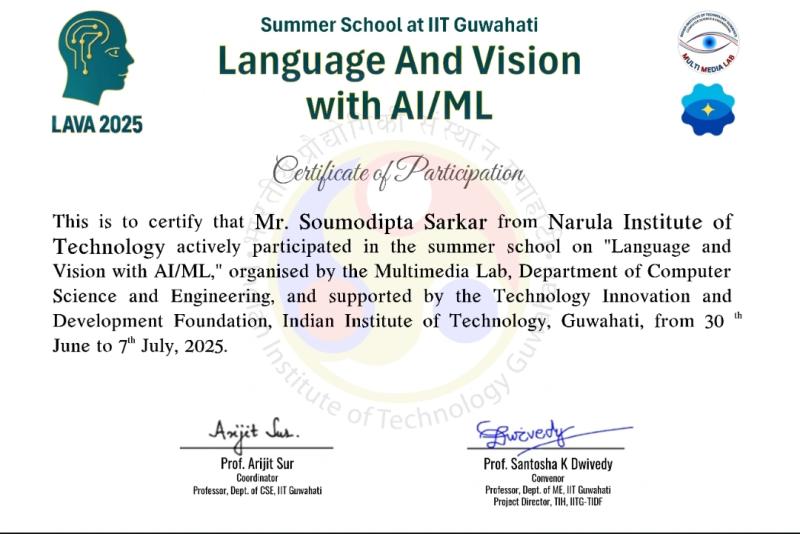 Summer School at IIT Guwahati
Language And Vision
with AI/ML
LAVA 2025
MULTI MEDIA LAB
Certificate of Participation
This is to certify that Mr. Soumodipta Sarkar from Narula Institute of
Technology actively participated in the summer school on "Language and
Vision with AI/ML," organised by the Multimedia Lab, Department of Computer
Science and Engineering, and supported by the Technology Innovation and
Development Foundation, Indian Institute of Technology, Guwahati, from 30 th
June to 7th July, 2025.
Indian Institute of Technology Guwahati
Arijit Sur.
Prof. Arijit Sur
Coordinator
Professor, Dept. of CSE, IIT Guwahati
Dwivedy
Prof. Santosha K Dwivedy
Convenor
Professor, Dept. of ME, IIT Guwahati
Project Director, TIH, IITG-TIDF